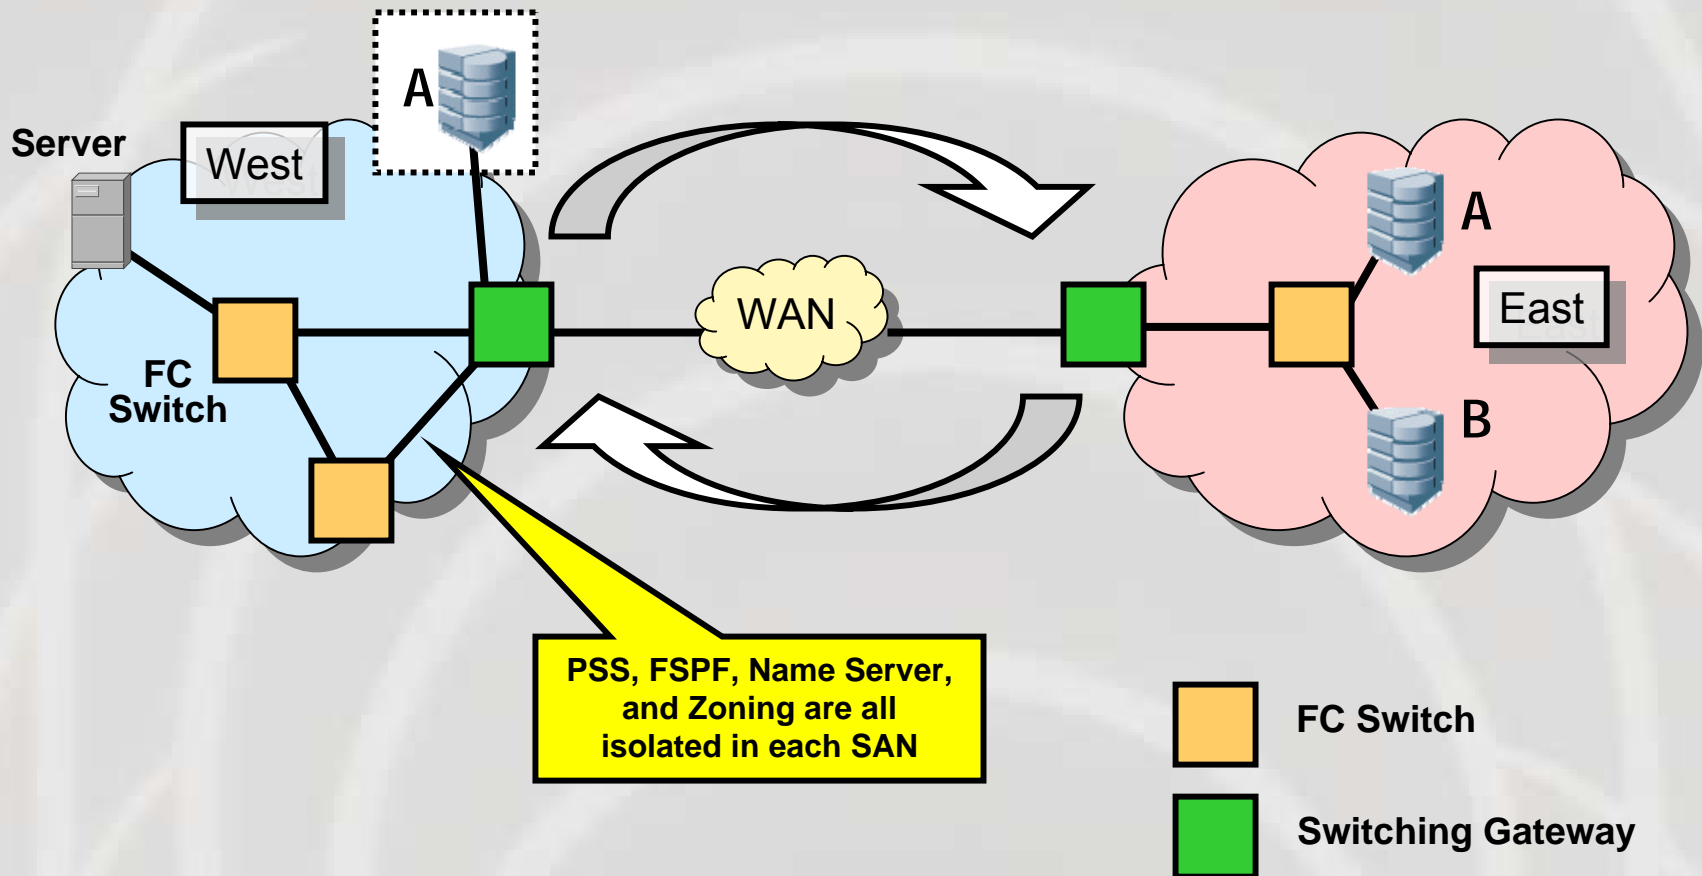 A
Server
West
A
WAN
East
FC
Switch
B
PSS, FSPF, Name Server,
and Zoning are all
isolated in each SAN
FC Switch
Switching Gateway